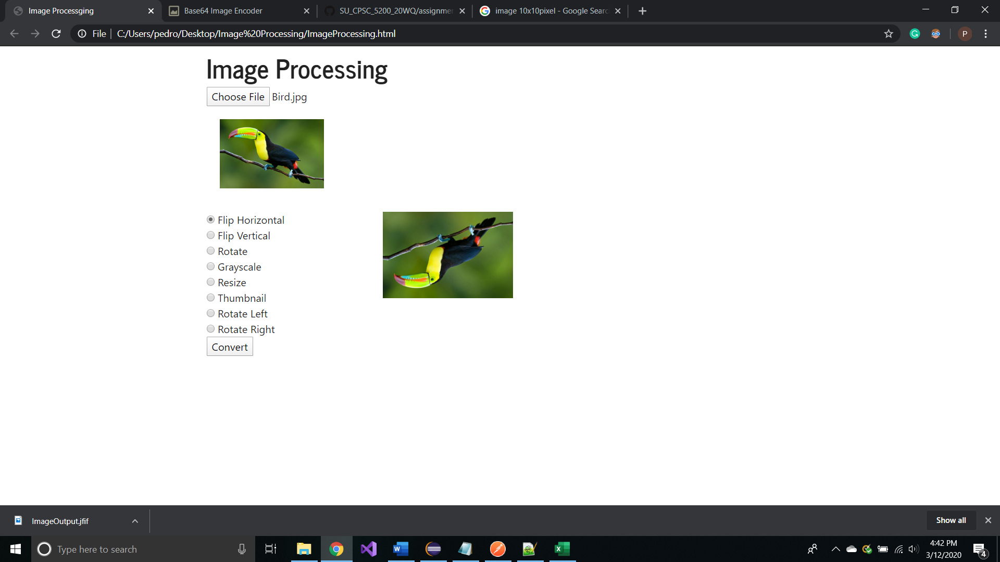 Image Processging
Base64 Image Encoder
SU_CPSC_5200_20WQ/assignmen
image 10x10pixel - Google Searc
File
C:/Users/pedro/Desktop/Image%20Processing/ImageProcessing.html
P
Image Processing
Choose File Bird.jpg
Flip Horizontal
Flip Vertical
Rotate
Grayscale
Resize
Thumbnail
Rotate Left
Rotate Right
Convert
ImageOutput.jfif
Show all
Type here to search
4:42 PM
3/12/2020
4